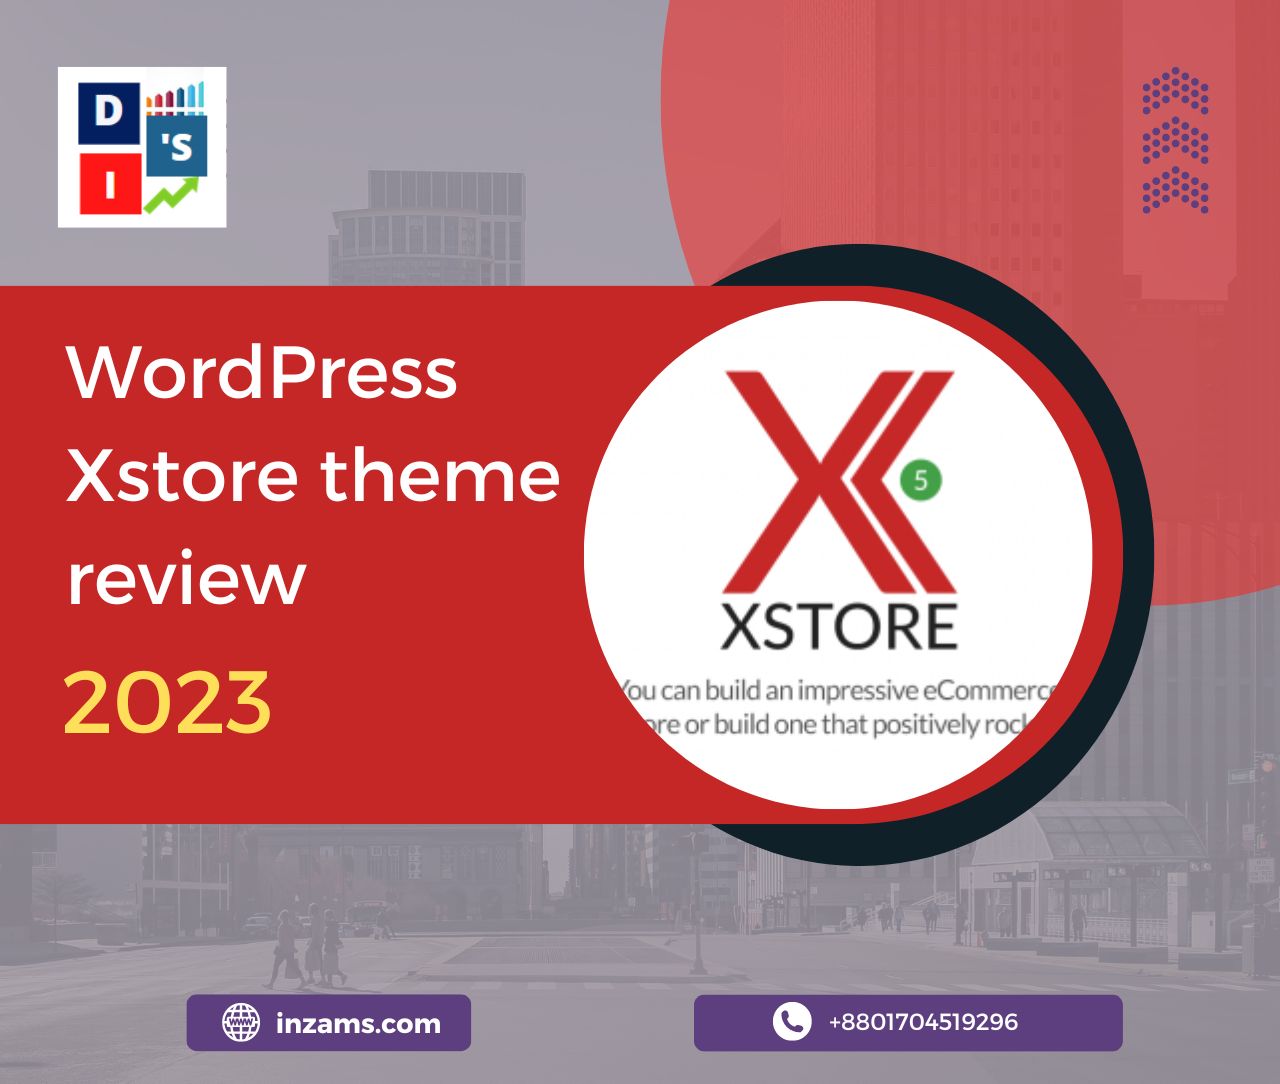 D
'S
I
WordPress
Xstore theme
review
2023
5
XSTORE
You can build an impressive eCommerce
ore or build one that positively rock
WWW
inzams.com
+8801704519296